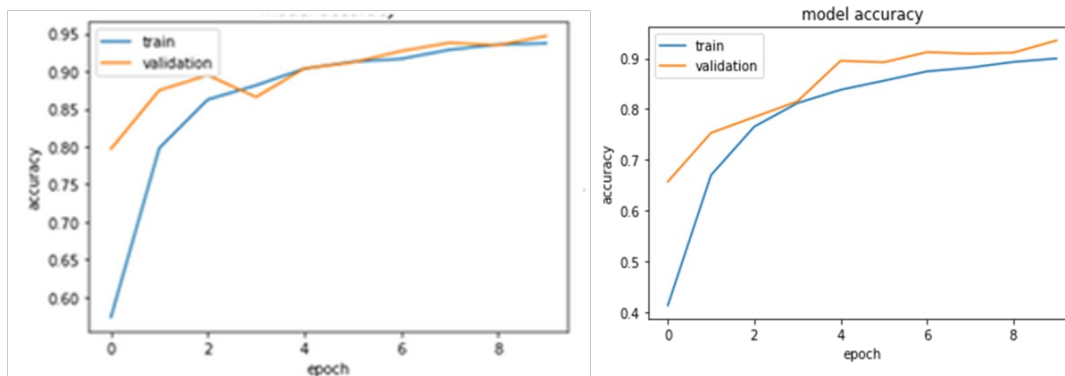 0.95
0.90
0.85
0.80
0.75
0.70
0.65
0.60
accuracy
train
validation
0 2 4 6 8
epoch
model accuracy
0.9
0.8
0.7
0.6
0.5
0.4
accuracy
train
validation
0 2 4 6 8
epoch